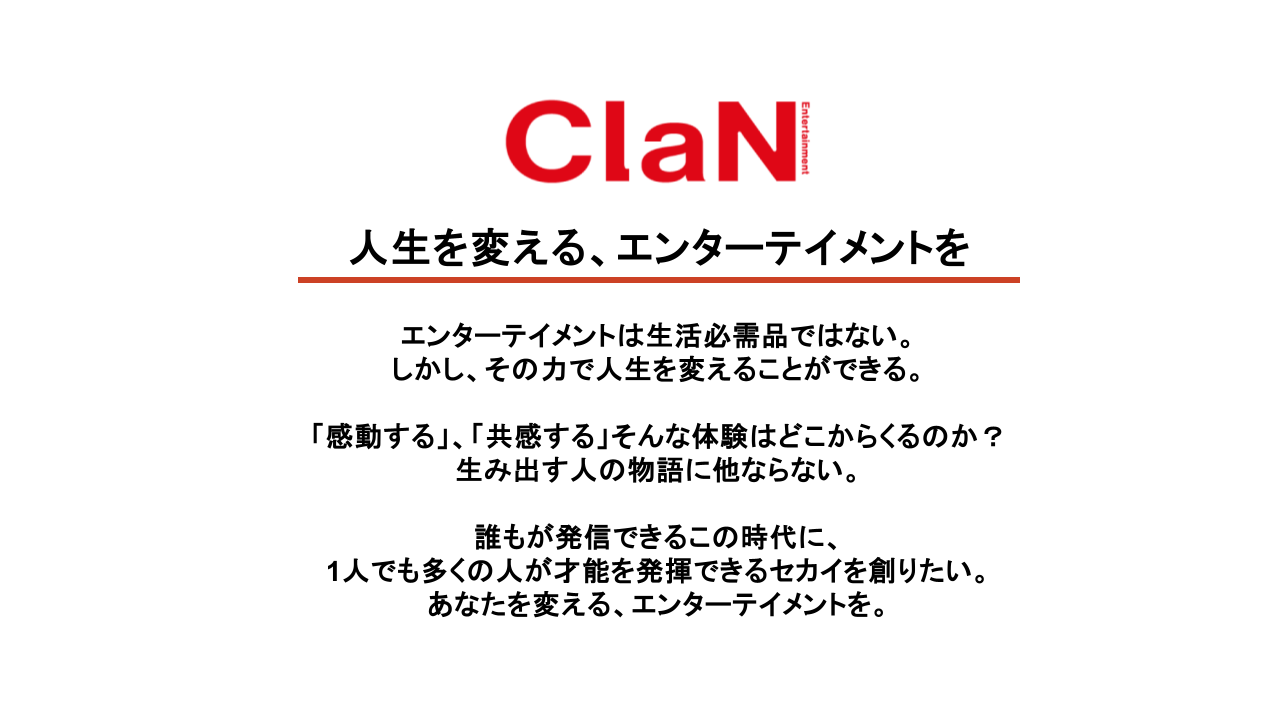 ClaN
Entertainment
人生を変える、エンターテイメントを
エンターテイメントは生活必需品ではない。
しかし、その力で人生を変えることができる。
「感動する」、「共感する」そんな体験はどこからくるのか？
生み出す人の物語に他ならない。
誰もが発信できるこの時代に、
1人でも多くの人が才能を発揮できるセカイを創りたい。
あなたを変える、エンターテイメントを。